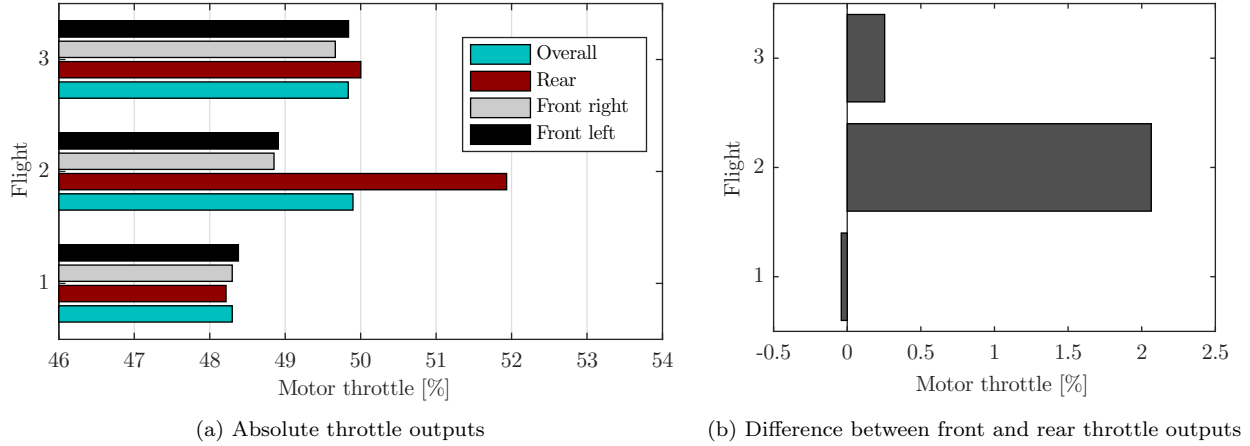 3
2
1
Flight
46 47 48 49 50 51 52 53 54
Motor throttle [%]
Overall
Rear
Front right
Front left
(a) Absolute throttle outputs
3
2
1
Flight
-0.5 0 0.5 1 1.5 2 2.5
Motor throttle [%]
(b) Difference between front and rear throttle outputs